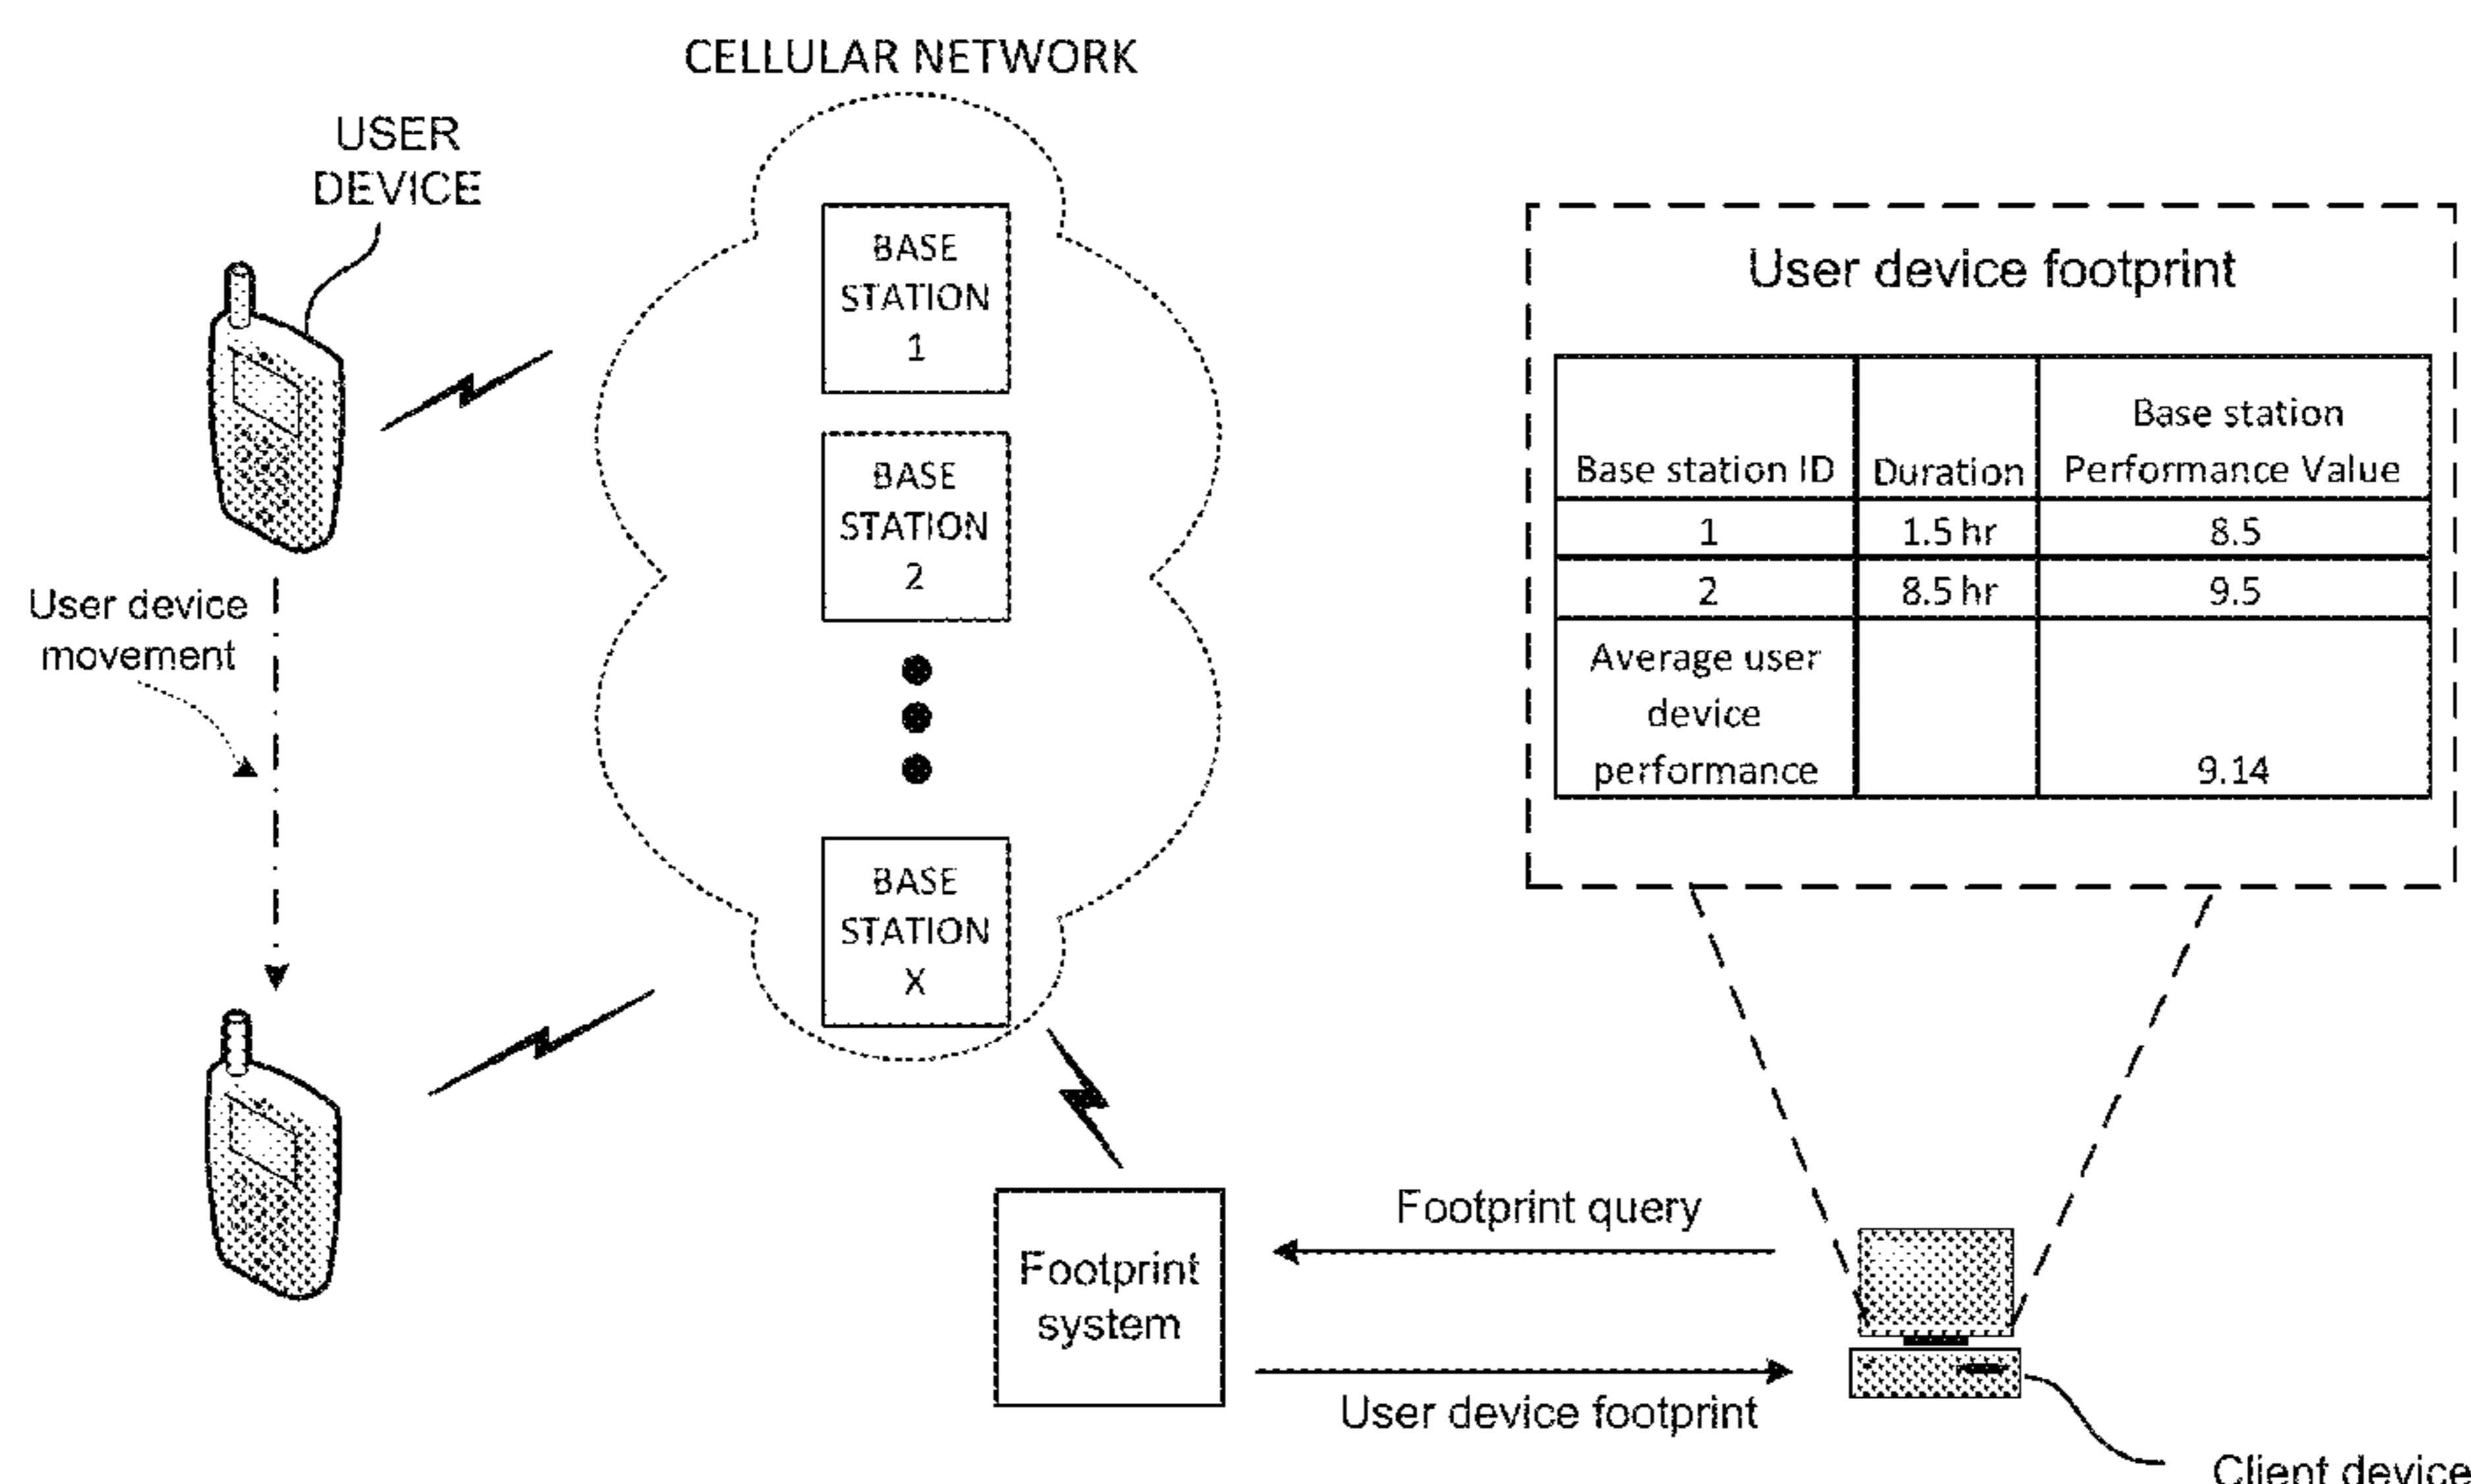 CELLULAR NETWORK
USER
DEVICE
BASE
STATION
1
BASE
STATION
2
BASE
STATION
X
User device
movement
User device footprint
Base station ID Duration Base station
Performance Value
1 1.5 hr 8.5
2 8.5 hr 9.5
Average user
device
performance 9.14
Footprint
system
Footprint query
User device footprint
Client device